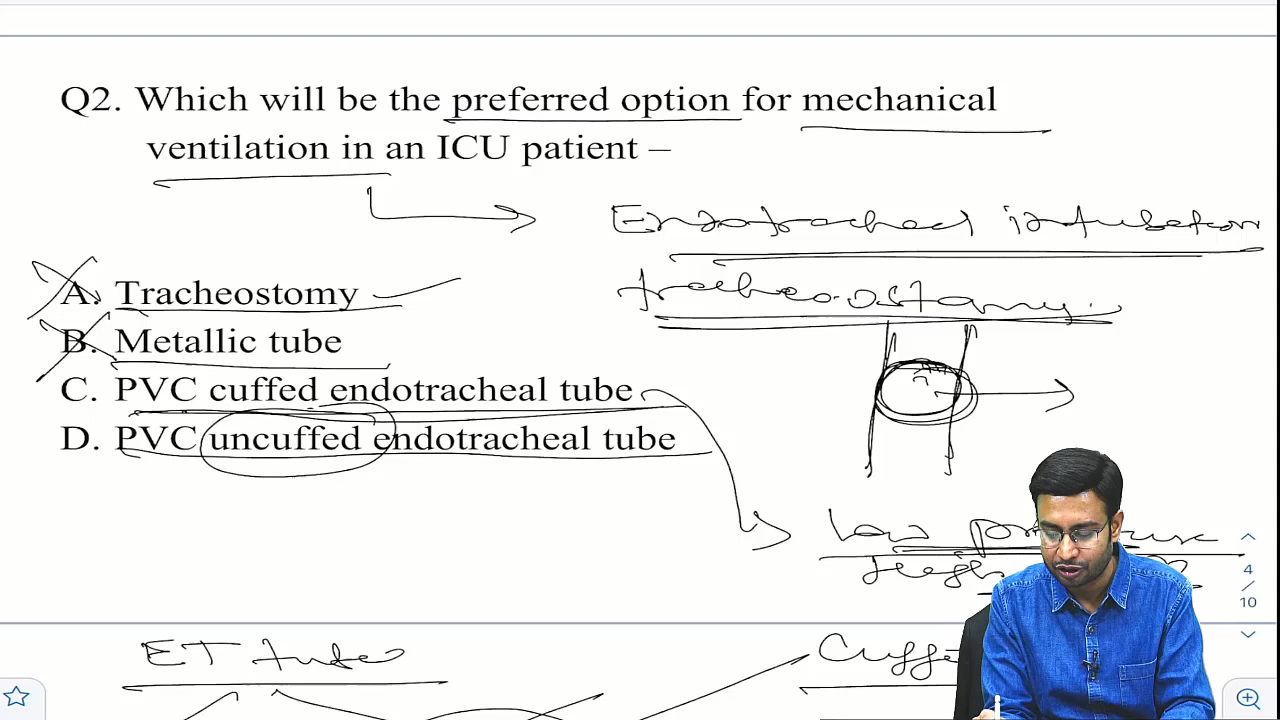 Q2. Which will be the preferred option for mechanical
ventilation in an ICU patient –
Endotracheal intubation
A. Tracheostomy
tracheostomy
B. Metallic tube
C. PVC cuffed endotracheal tube
D. PVC uncuffed endotracheal tube
low
high
4
/
10
ET tube